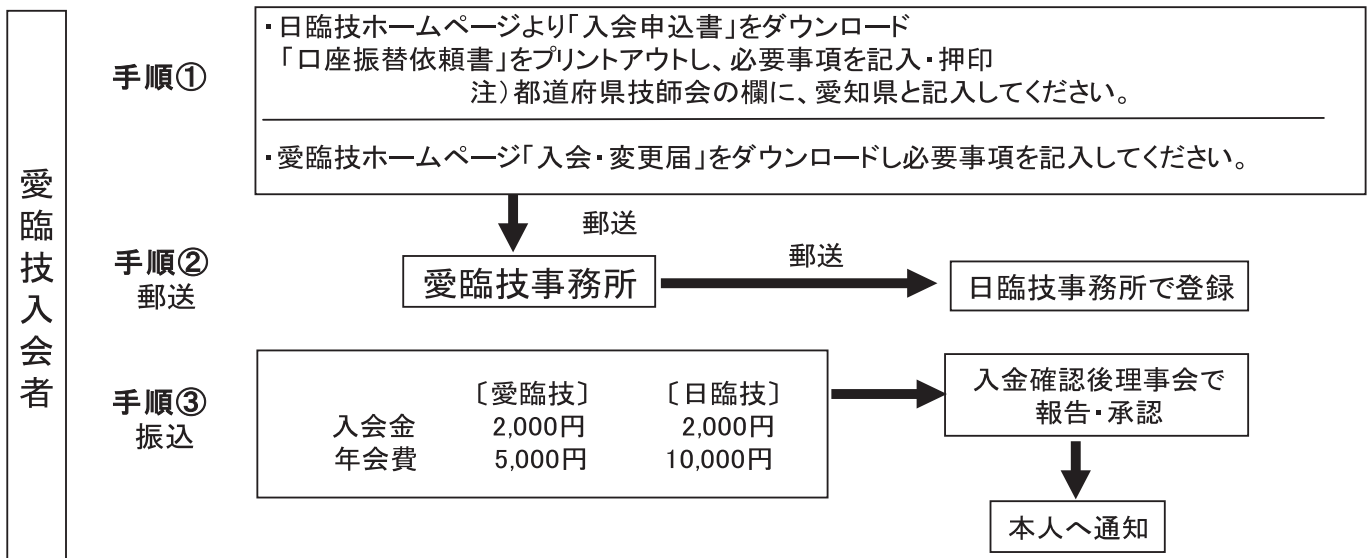 愛臨技入会者
手順①
・日臨技ホームページより「入会申込書」をダウンロード
「口座振替依頼書」をプリントアウトし、必要事項を記入・押印
注）都道府県技師会の欄に、愛知県と記入してください。
・愛臨技ホームページ「入会・変更届」をダウンロードし必要事項を記入してください。
郵送
手順②
郵送
愛臨技事務所
郵送
日臨技事務所で登録
手順③
振込
〔愛臨技〕 〔日臨技〕
入会金 2,000円 2,000円
年会費 5,000円 10,000円
入金確認後理事会で
報告・承認
本人へ通知